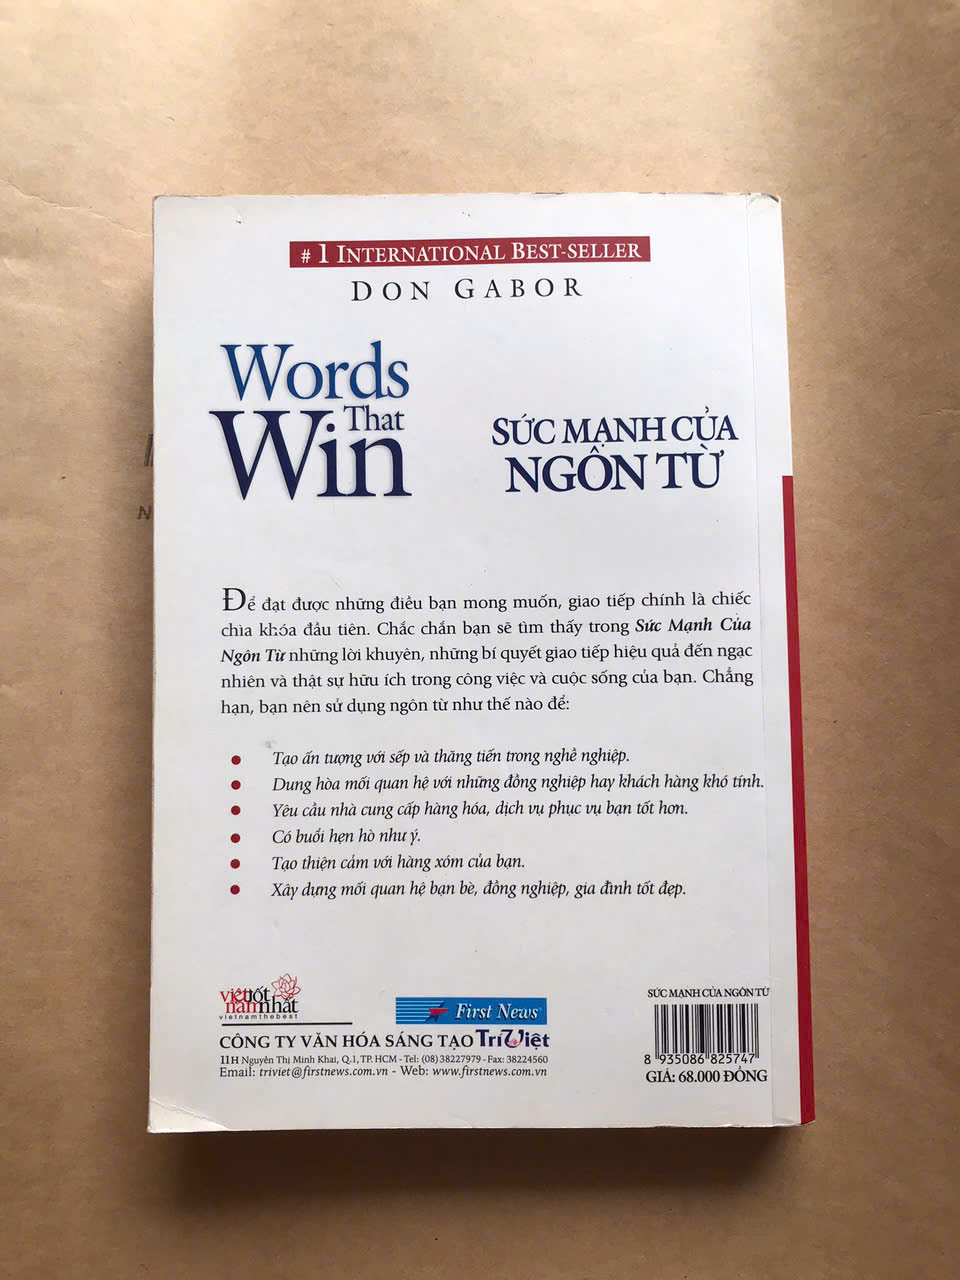 # 1 INTERNATIONAL BEST-SELLER
DON GABOR
Words
That
Win
SỨC MẠNH CỦA
NGÔN TỪ
Để đạt được những điều bạn mong muốn, giao tiếp chính là chiếc
chìa khóa đầu tiên. Chắc chắn bạn sẽ tìm thấy trong Sức Mạnh Của
Ngôn Từ những lời khuyên, những bí quyết giao tiếp hiệu quả đến ngạc
nhiên và thật sự hữu ích trong công việc và cuộc sống của bạn. Chẳng
hạn, bạn nên sử dụng ngôn từ như thế nào để:
• Tạo ấn tượng với sếp và thăng tiến trong nghề nghiệp.
• Dung hòa mối quan hệ với những đồng nghiệp hay khách hàng khó tính.
• Yêu cầu nhà cung cấp hàng hóa, dịch vụ phục vụ bạn tốt hơn.
• Có buổi hẹn hò như ý.
• Tạo thiện cảm với hàng xóm của bạn.
• Xây dựng mối quan hệ bạn bè, đồng nghiệp, gia đình tốt đẹp.
việt tốt
nam nhất
vietnamthebest
First News
CÔNG TY VĂN HÓA SÁNG TẠO Trí Việt
11H Nguyễn Thị Minh Khai, Q.1, TP. HCM - Tel: (08) 38227979 - Fax: 38224560
Email: triviet@firstnews.com.vn - Web: www.firstnews.com.vn
SỨC MẠNH CỦA NGÔN TỪ
8 935086 825747
GIÁ: 68.000 ĐỒNG